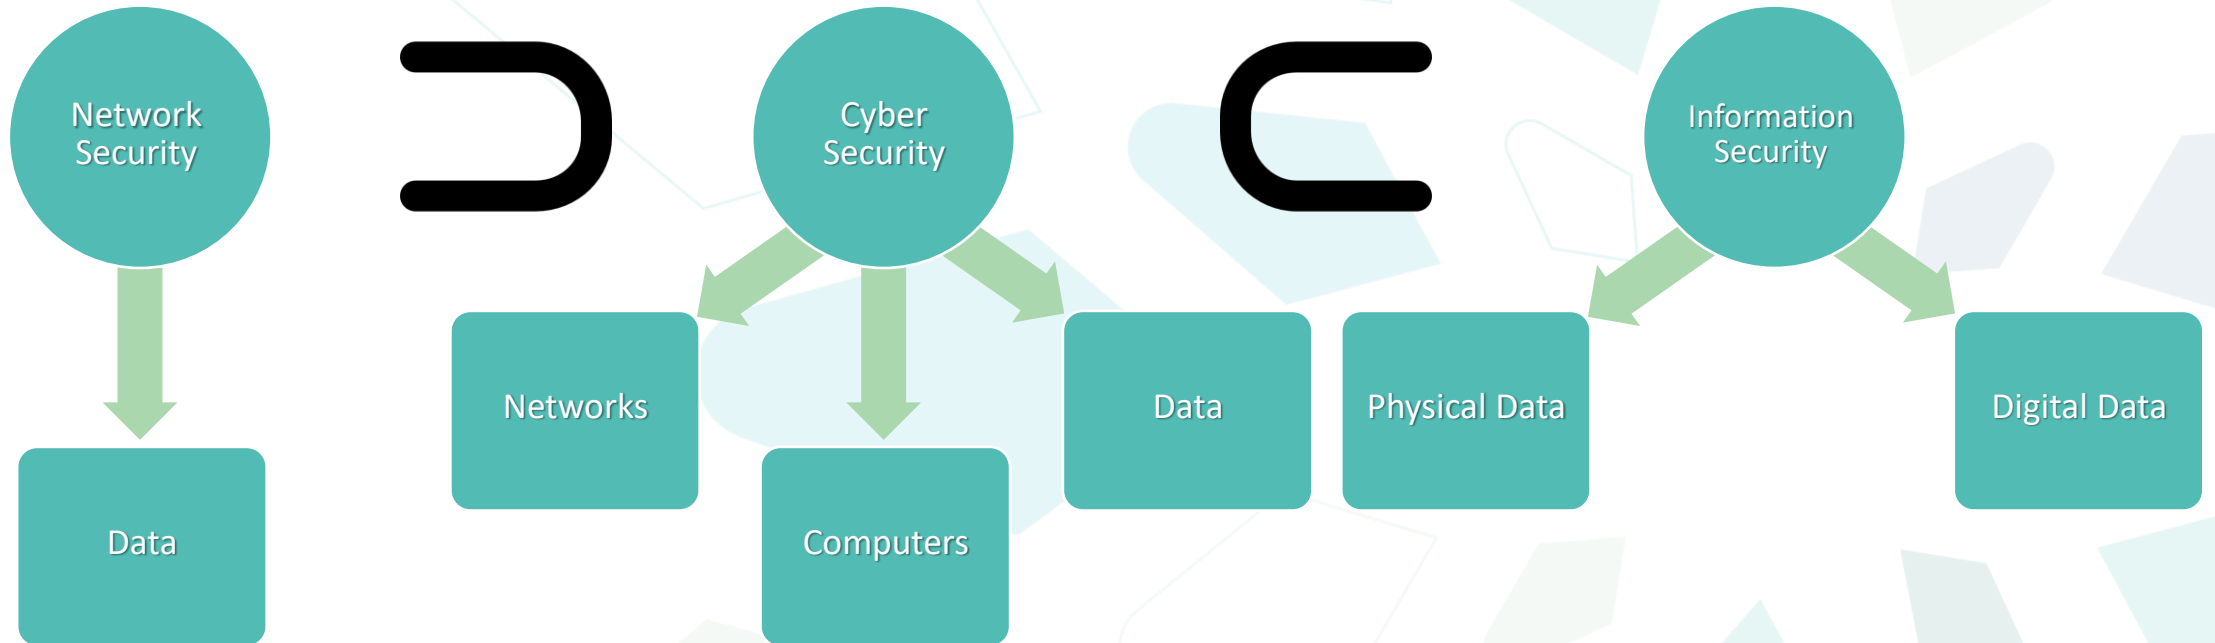 Network
Security
⊃
Cyber
Security
⊂
Information
Security
Networks
Data
Physical Data
Digital Data
Data
Computers